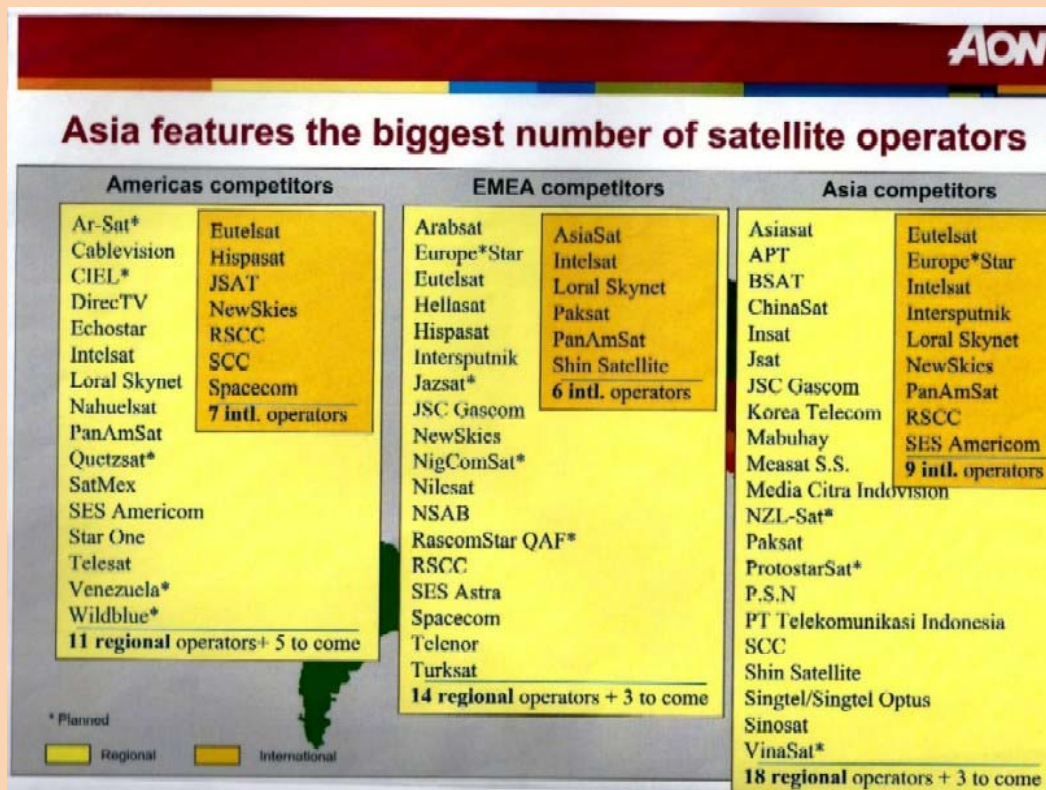 AON
Asia features the biggest number of satellite operators
Americas competitors
Ar-Sat*
Cablevision
CIEL*
DirecTV
Echostar
Intelsat
Loral Skynet
Nahuelsat
PanAmSat
Quetzsat*
SatMex
SES Americom
Star One
Telesat
Venezuela*
Wildblue*
11 regional operators+ 5 to come
Eutelsat
Hispasat
JSAT
NewSkies
RSCC
SCC
Spacecom
7 intl. operators
EMEA competitors
Arabsat
Europe*Star
Eutelsat
Hellasat
Hispasat
Intersputnik
Jazsat*
JSC Gascom
NewSkies
NigComSat*
Nilesat
NSAB
RascomStar QAF*
RSCC
SES Astra
Spacecom
Telenor
Turksat
14 regional operators + 3 to come
AsiaSat
Intelsat
Loral Skynet
Paksat
PanAmSat
Shin Satellite
6 intl. operators
Asia competitors
Asiasat
APT
BSAT
ChinaSat
Insat
Jsat
JSC Gascom
Korea Telecom
Mabuhay
Measat S.S.
Media Citra Indovision
NZL-Sat*
Paksat
ProtostarSat*
P.S.N
PT Telekomunikasi Indonesia
SCC
Shin Satellite
Singtel/Singtel Optus
Sinosat
VinaSat*
18 regional operators + 3 to come
Eutelsat
Europe*Star
Intelsat
Intersputnik
Loral Skynet
NewSkies
PanAmSat
RSCC
SES Americom
9 intl. operators
* Planned
Regional
International